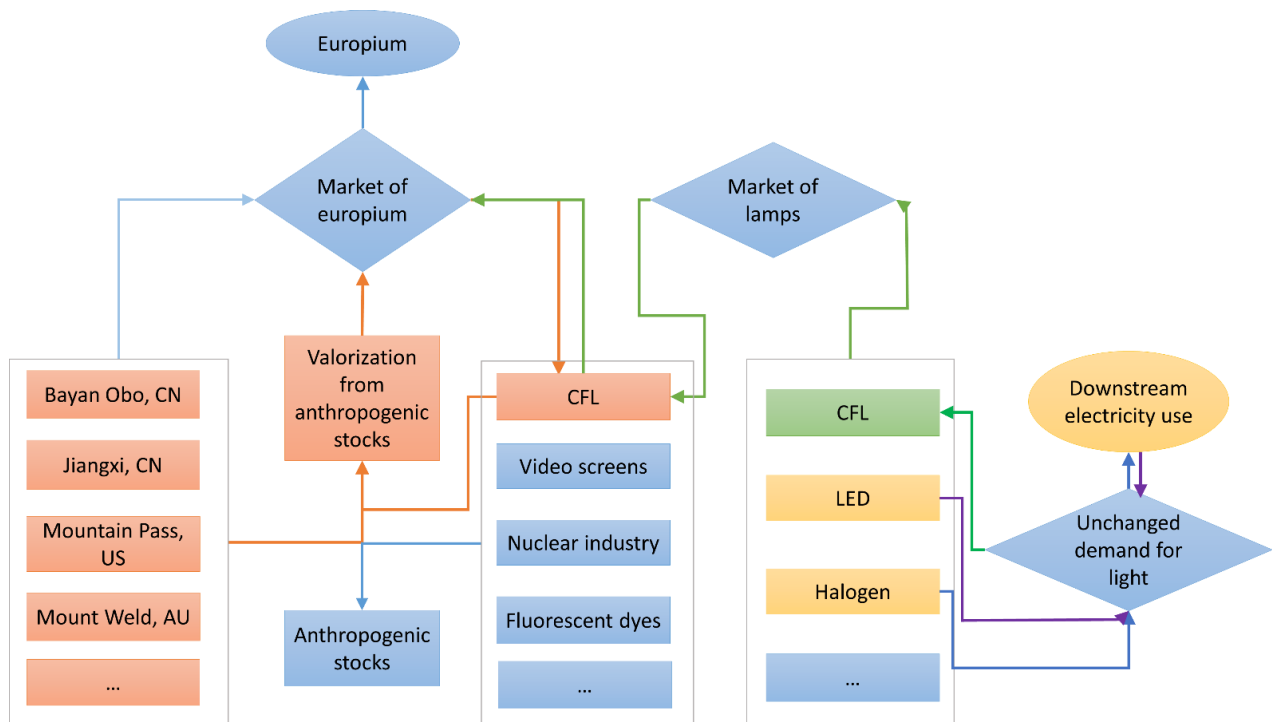 Europium
Market of
europium
Market of
lamps
Valorization
from
anthropogenic
stocks
Bayan Obo, CN
Jiangxi, CN
Mountain Pass,
US
Mount Weld, AU
...
Anthropogenic
stocks
CFL
Video screens
Nuclear industry
Fluorescent dyes
...
CFL
LED
Halogen
...
Downstream
electricity use
Unchanged
demand for
light